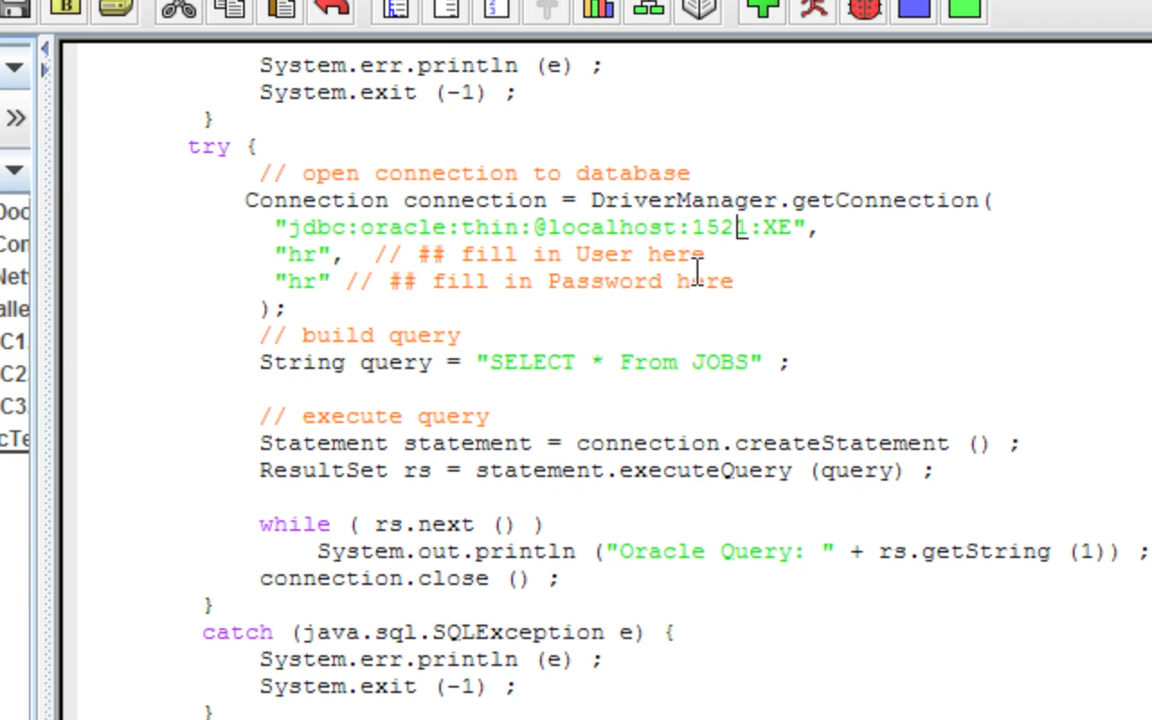 System.err.println (e) ;
System.exit (-1) ;
}
try {
// open connection to database
Connection connection = DriverManager.getConnection(
"jdbc:oracle:thin:@localhost:1521:XE",
"hr",  // ## fill in User here
"hr" // ## fill in Password here
);
// build query
String query = "SELECT * From JOBS" ;
// execute query
Statement statement = connection.createStatement () ;
ResultSet rs = statement.executeQuery (query) ;
while ( rs.next () )
System.out.println ("Oracle Query: " + rs.getString (1)) ;
connection.close () ;
}
catch (java.sql.SQLException e) {
System.err.println (e) ;
System.exit (-1) ;
}